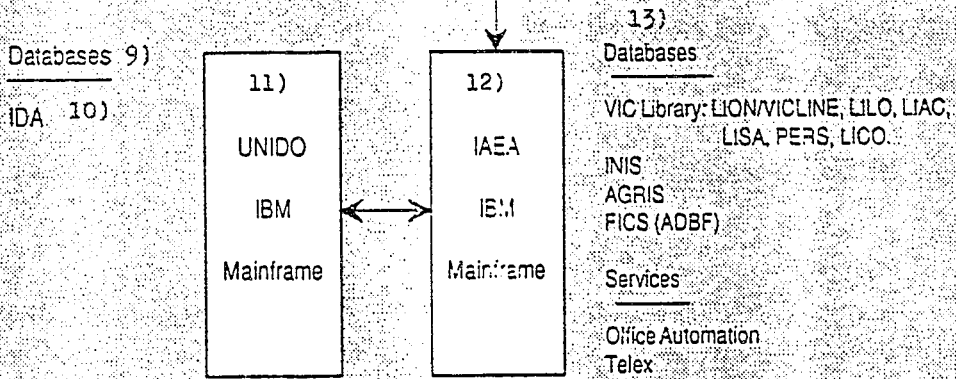 Databases 9)
IDA 10)
11)
UNIDO
IBM
Mainframe
12)
IAEA
IBM
Mainframe
13)
Databases
VIC Library: LION/VICLINE, LILO, LIAC,
LISA, PERS, LICO.
INIS
AGRIS
FICS (ADBF)
Services
Office Automation
Telex